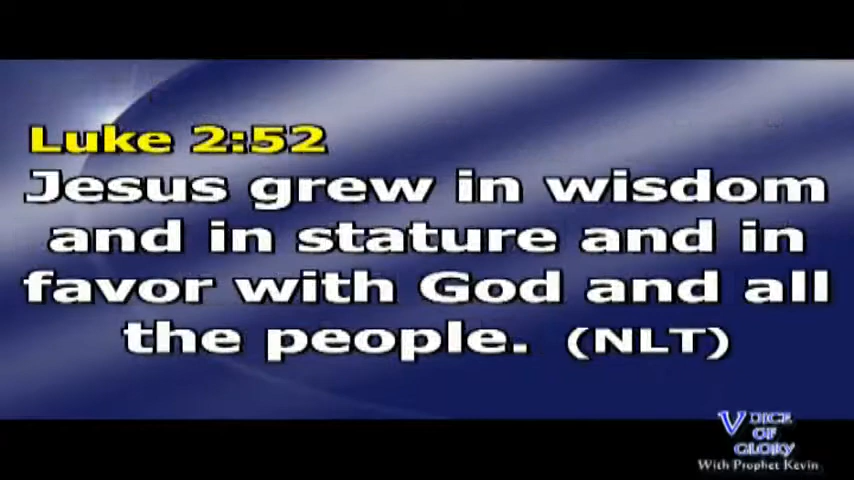 Luke 2:52
Jesus grew in wisdom
and in stature and in
favor with God and all
the people. (NLT)
VOICE
OF
GLORY
With Prophet Kevin